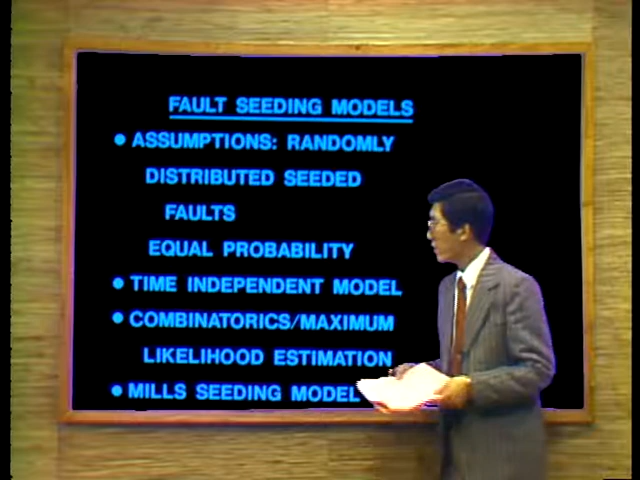 FAULT SEEDING MODELS
• ASSUMPTIONS: RANDOMLY
DISTRIBUTED SEEDED
FAULTS
EQUAL PROBABILITY
• TIME INDEPENDENT MODEL
• COMBINATORICS/MAXIMUM
LIKELIHOOD ESTIMATION
• MILLS SEEDING MODEL